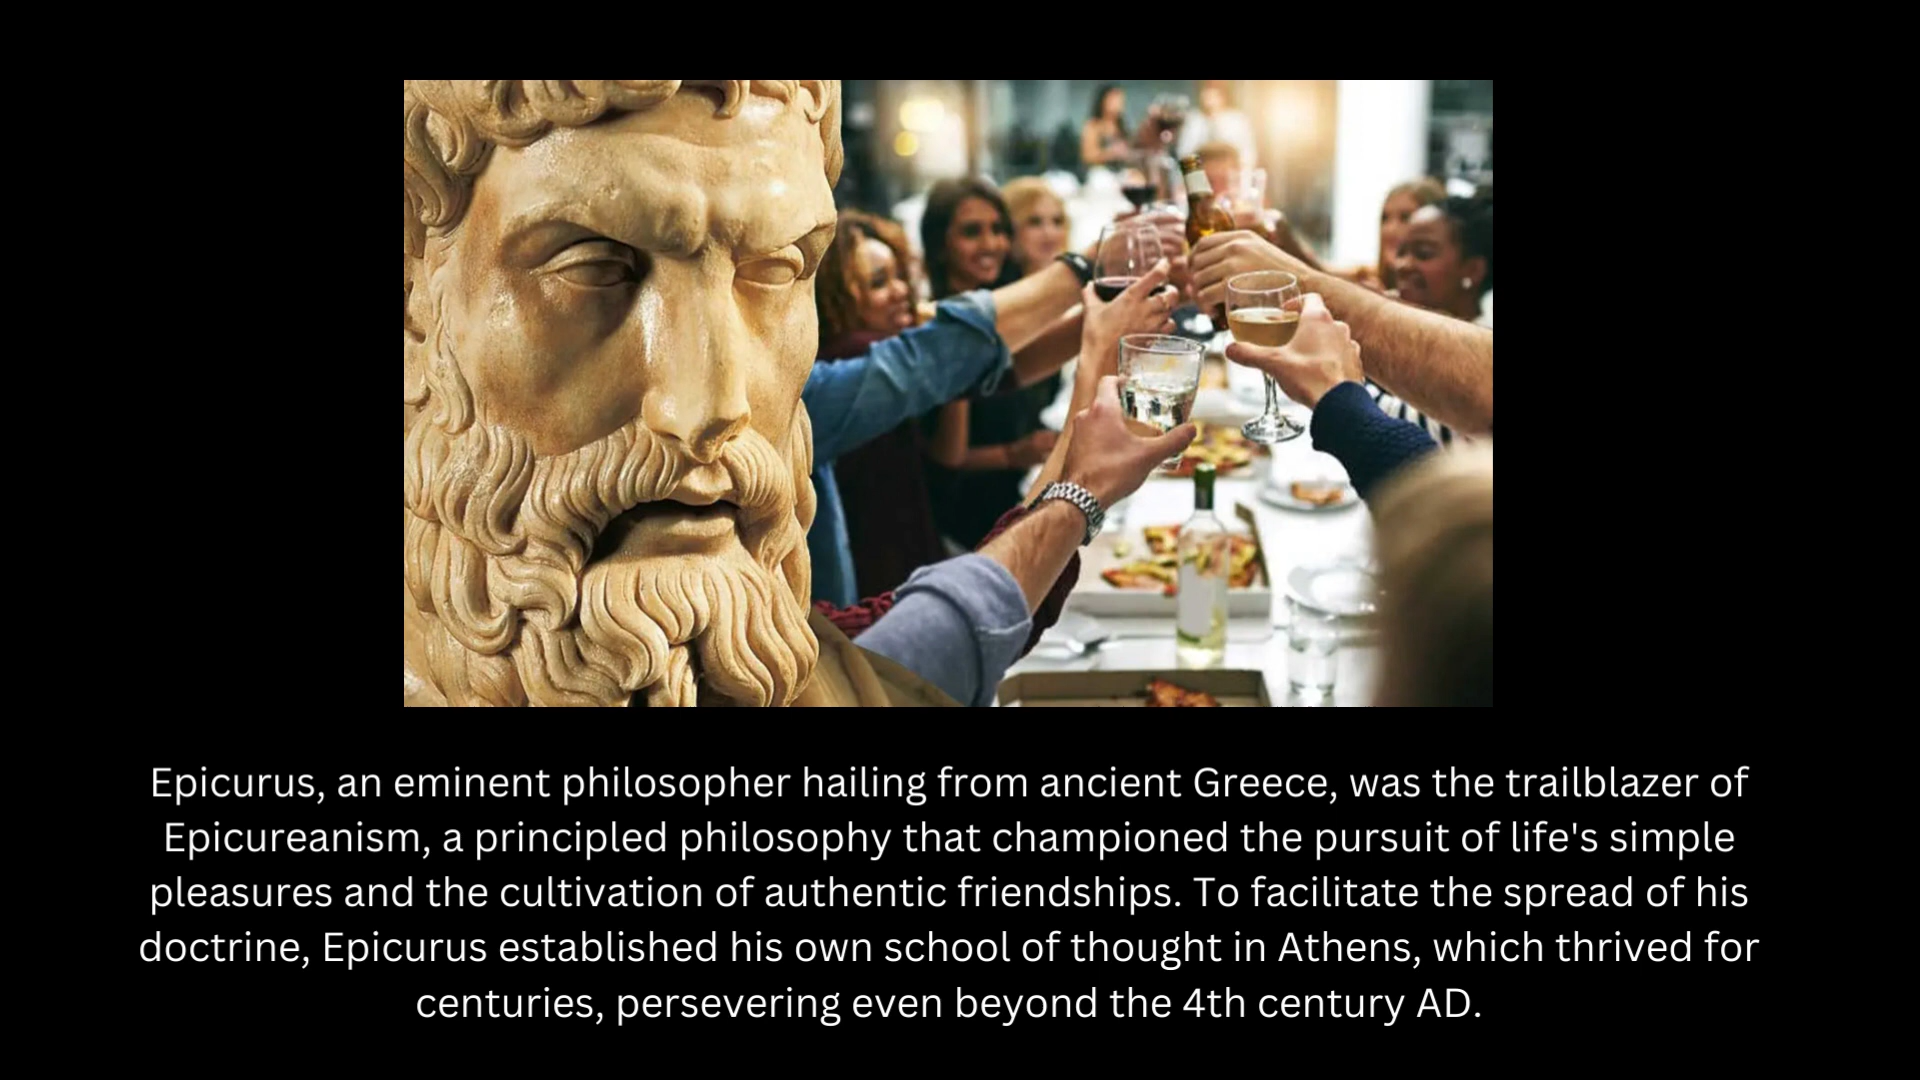 Epicurus, an eminent philosopher hailing from ancient Greece, was the trailblazer of
Epicureanism, a principled philosophy that championed the pursuit of life's simple
pleasures and the cultivation of authentic friendships. To facilitate the spread of his
doctrine, Epicurus established his own school of thought in Athens, which thrived for
centuries, persevering even beyond the 4th century AD.